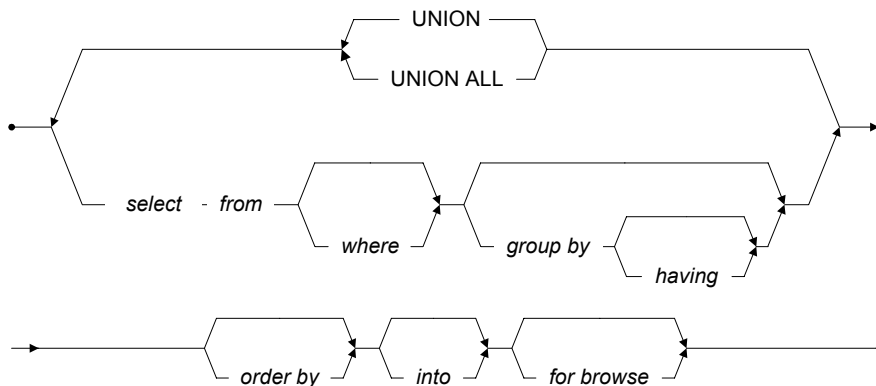 UNION
UNION ALL
select from where group by having
order by into for browse